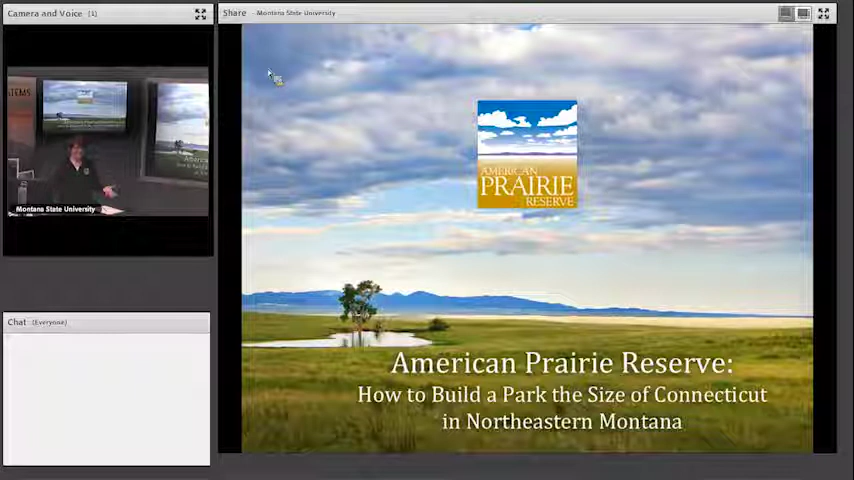 Camera and Voice (1)
Share - Montana State University
AMERICAN
PRAIRIE
RESERVE
Montana State University
Chat (Everyone)
American Prairie Reserve:
How to Build a Park the Size of Connecticut
in Northeastern Montana